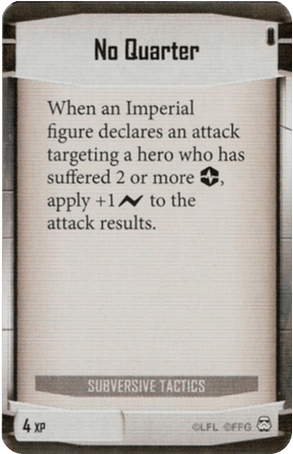 No Quarter
When an Imperial
figure declares an attack
targeting a hero who has
suffered 2 or more ,
apply +1 to the
attack results.
SUBVERSIVE TACTICS
4 XP
©LFL ©FFG